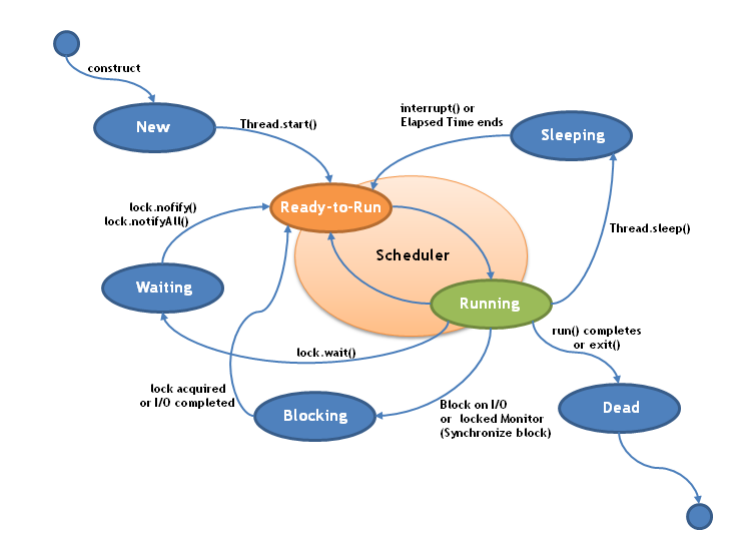 construct
New
Thread.start()
interrupt() or
Elapsed Time ends
Sleeping
lock.nofify()
lock.notifyAll()
Ready-to-Run
Thread.sleep()
Scheduler
Waiting
Running
run() completes
or exit()
lock.wait()
lock acquired
or I/O completed
Blocking
Block on I/O
or locked Monitor
(Synchronize block)
Dead